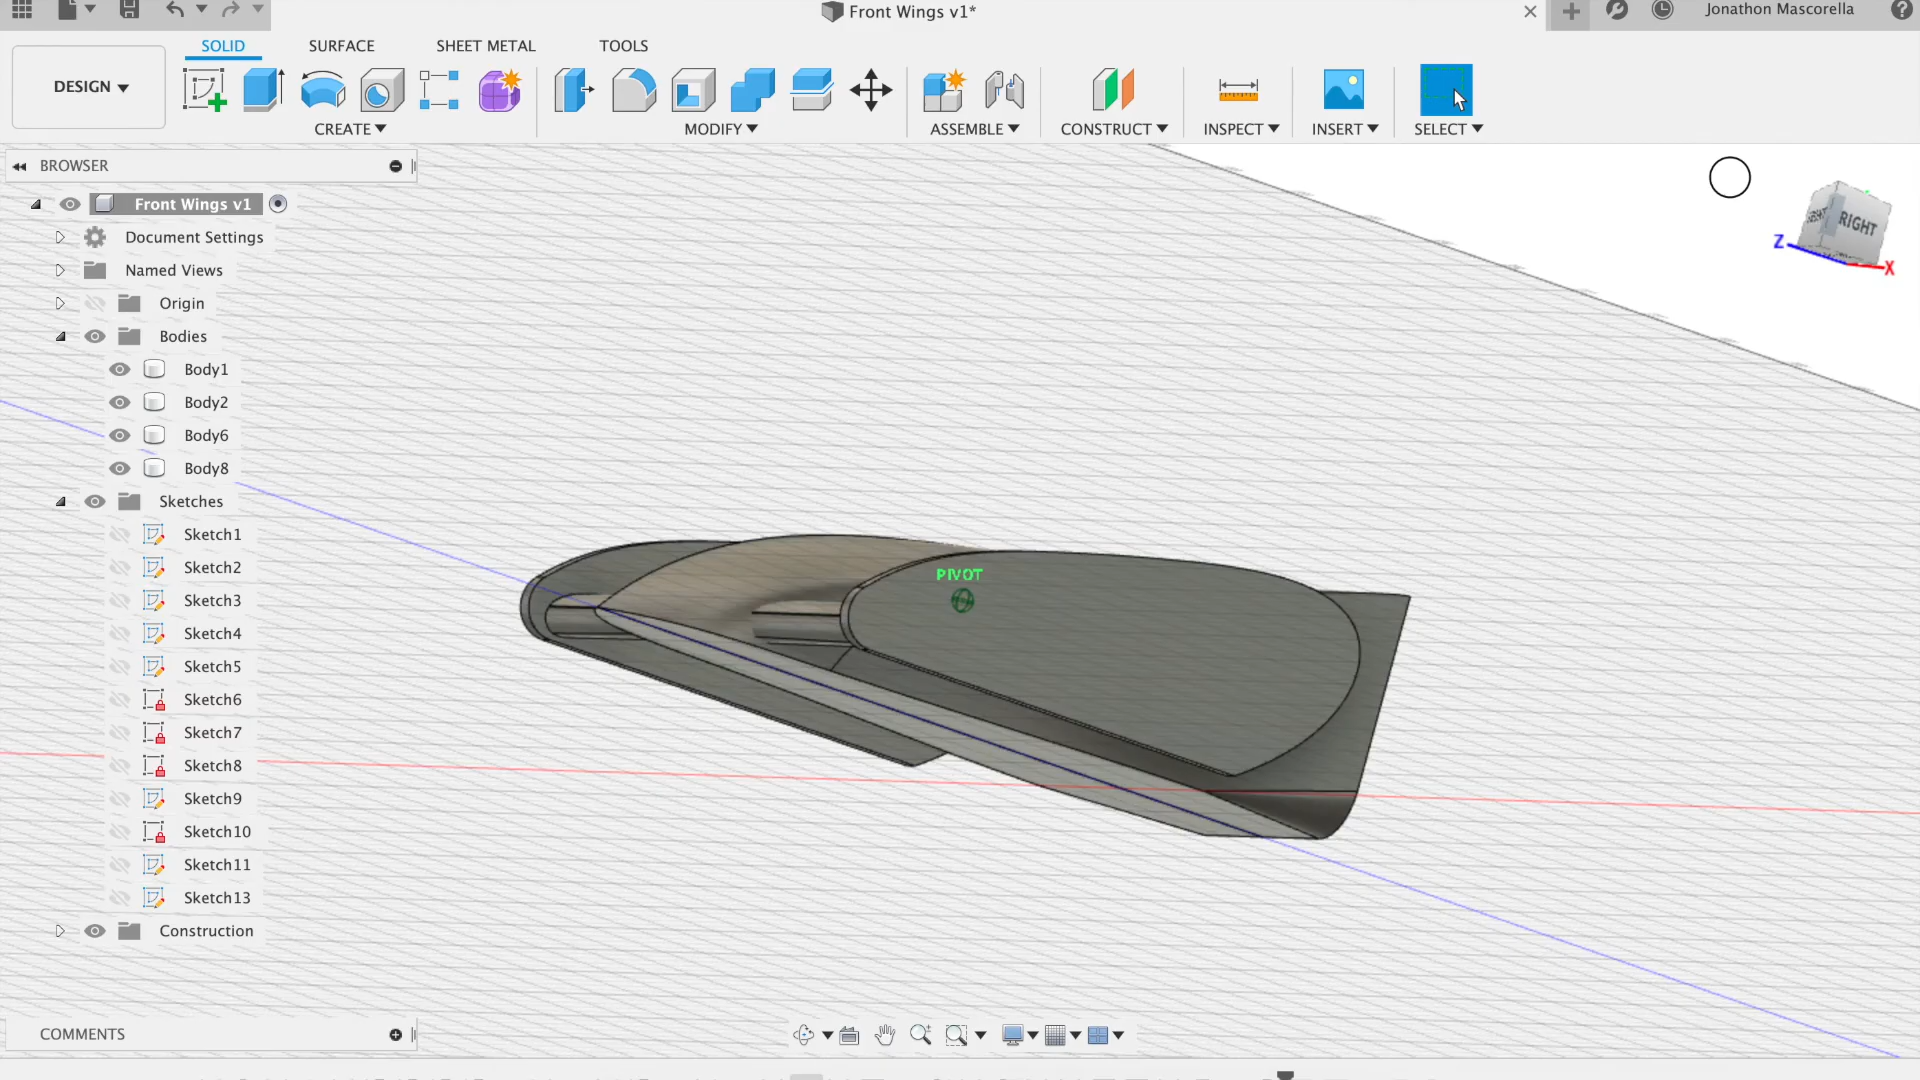 Front Wings v1*
Jonathon Mascorella
DESIGN
SOLID
SURFACE
SHEET METAL
TOOLS
CREATE
MODIFY
ASSEMBLE
CONSTRUCT
INSPECT
INSERT
SELECT
BROWSER
Front Wings v1
Document Settings
Named Views
Origin
Bodies
Body1
Body2
Body6
Body8
Sketches
Sketch1
Sketch2
Sketch3
Sketch4
Sketch5
Sketch6
Sketch7
Sketch8
Sketch9
Sketch10
Sketch11
Sketch13
Construction
RIGHT
Z
X
PIVOT
COMMENTS